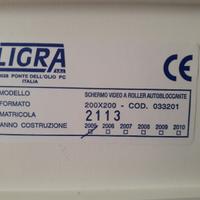 LIGRA
S.R.L.
PONTE DELL'OLIO PC
ITALIA
CE
MODELLO SCHERMO VIDEO A ROLLER AUTOBLOCCANTE
FORMATO 200X200 - COD. 033201
MATRICOLA 2113
ANNO COSTRUZIONE 2005 2006 2007 2008 2009 2010